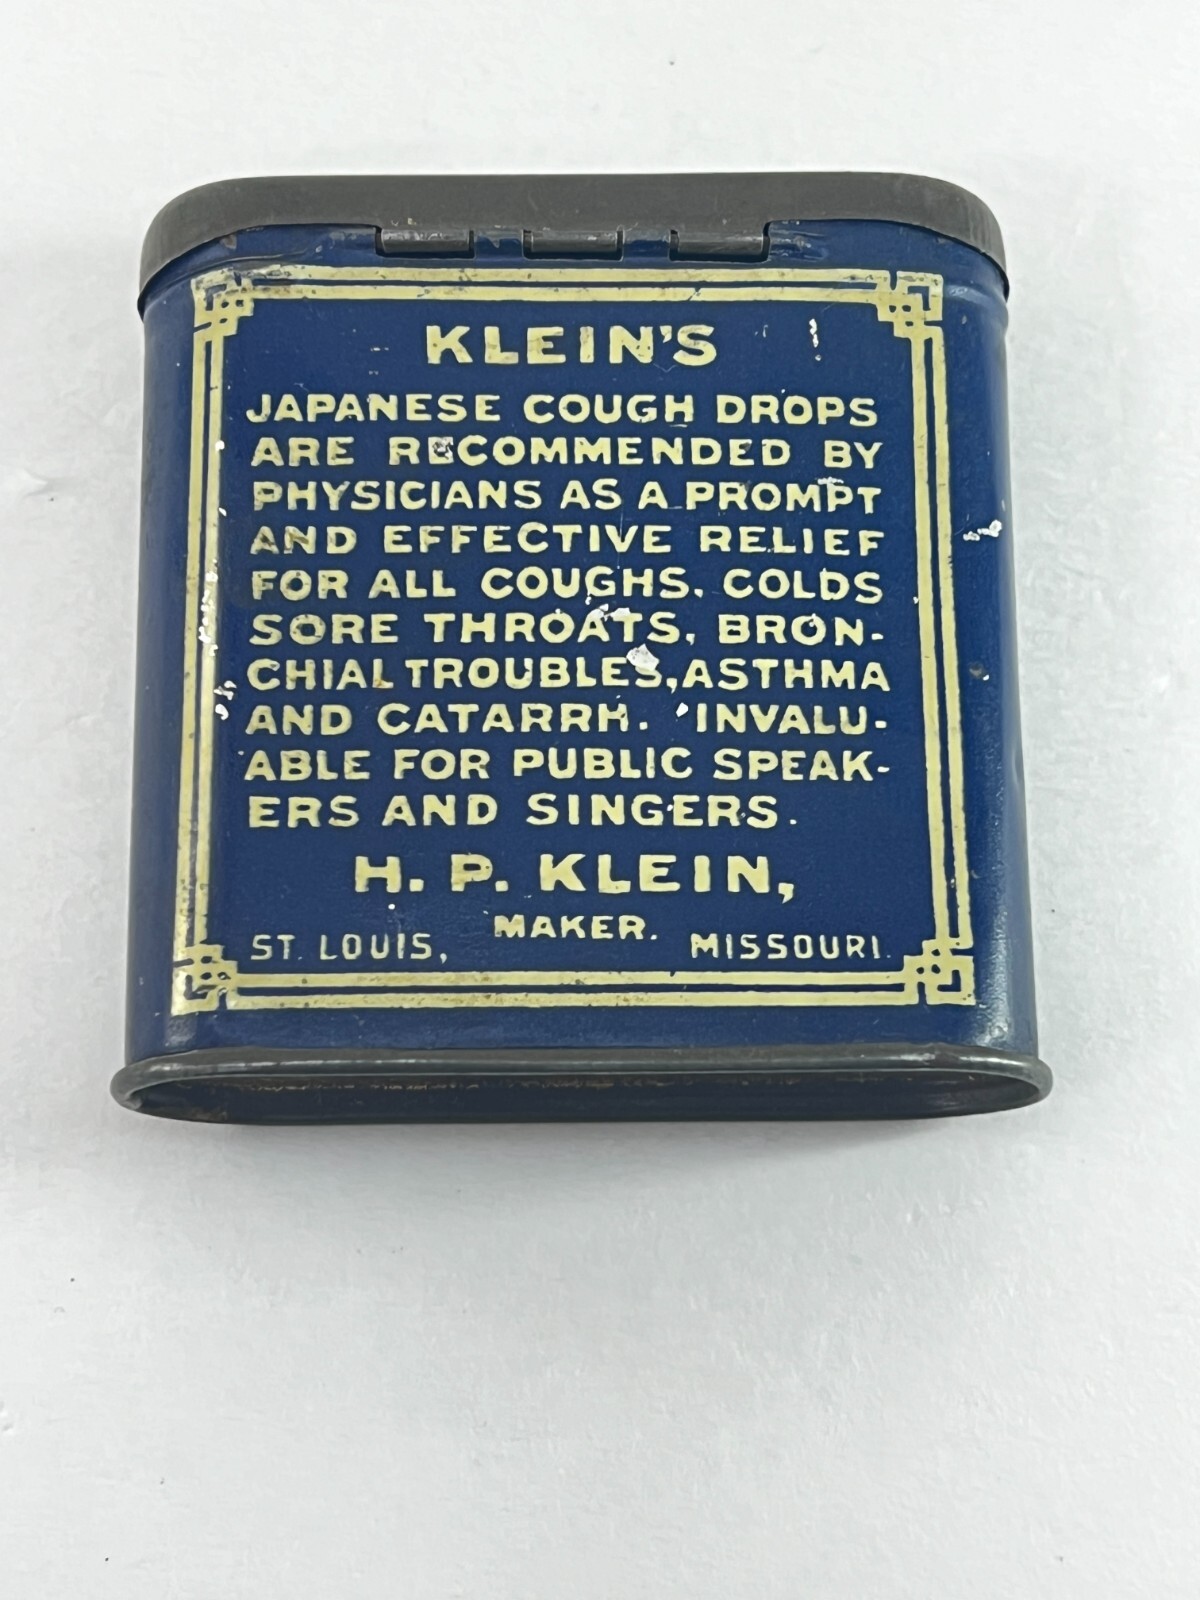 KLEIN'S
JAPANESE COUGH DROPS
ARE RECOMMENDED BY
PHYSICIANS AS A PROMPT
AND EFFECTIVE RELIEF
FOR ALL COUGHS, COLDS
SORE THROATS, BRON-
CHIAL TROUBLES, ASTHMA
AND CATARRH. INVALU-
ABLE FOR PUBLIC SPEAK-
ERS AND SINGERS.
H. P. KLEIN,
MAKER.
ST. LOUIS, MISSOURI.